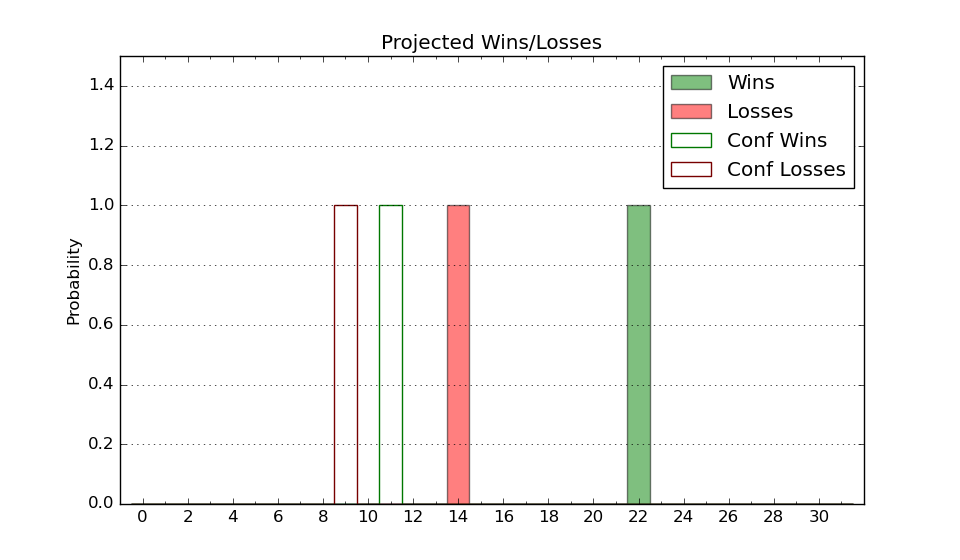 Projected Wins/Losses
1.4
1.2
1.0
0.8
0.6
0.4
0.2
0.0
Probability
Wins
Losses
Conf Wins
Conf Losses
0 2 4 6 8 10 12 14 16 18 20 22 24 26 28 30